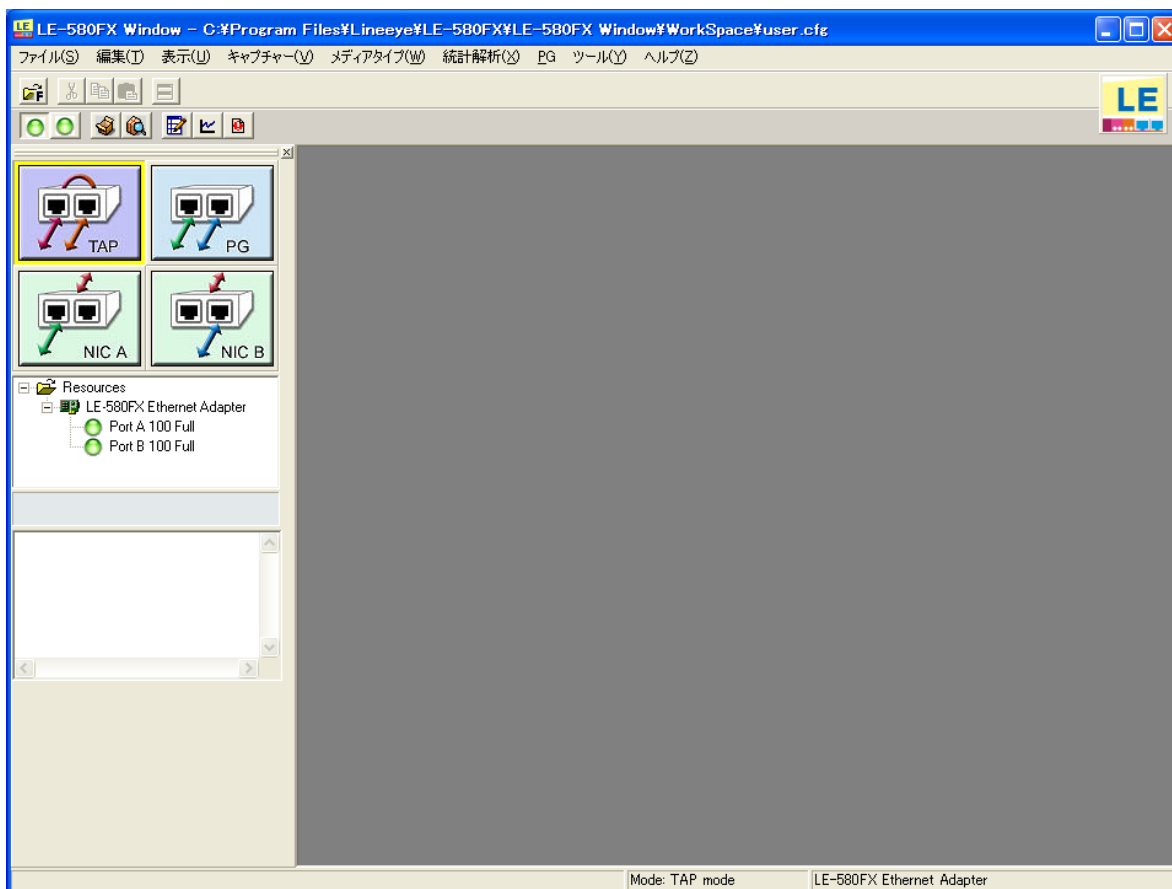 LE-580FX Window - C:¥Program Files¥Lineeye¥LE-580FX¥LE-580FX Window¥WorkSpace¥user.cfg
ファイル(S) 編集(T) 表示(U) キャプチャー(V) メディアタイプ(W) 統計解析(X) PG ツール(Y) ヘルプ(Z)
LE
TAP
PG
NIC A
NIC B
Resources
LE-580FX Ethernet Adapter
Port A 100 Full
Port B 100 Full
Mode: TAP mode
LE-580FX Ethernet Adapter